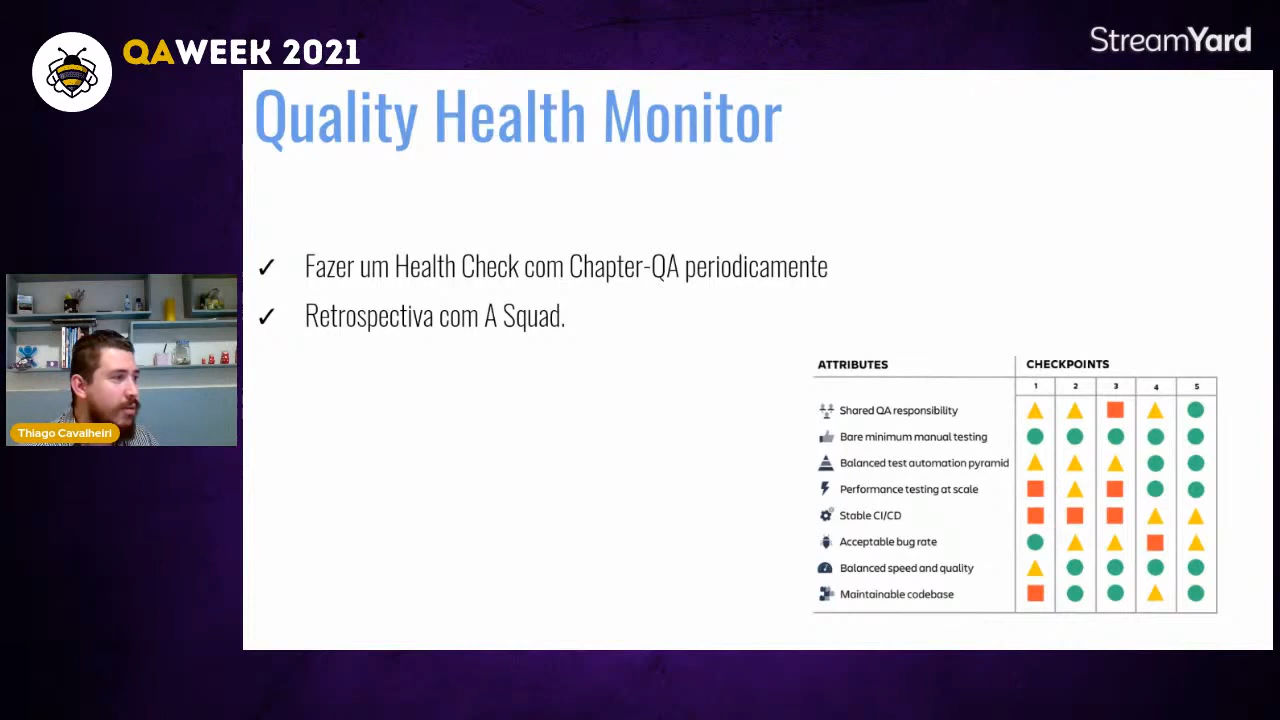 QAWEEK 2021
StreamYard
Quality Health Monitor
✓ Fazer um Health Check com Chapter-QA periodicamente
✓ Retrospectiva com A Squad.
Thiago Cavalheiri
ATTRIBUTES CHECKPOINTS
1 2 3 4 5
Shared QA responsibility
Bare minimum manual testing
Balanced test automation pyramid
Performance testing at scale
Stable CI/CD
Acceptable bug rate
Balanced speed and quality
Maintainable codebase